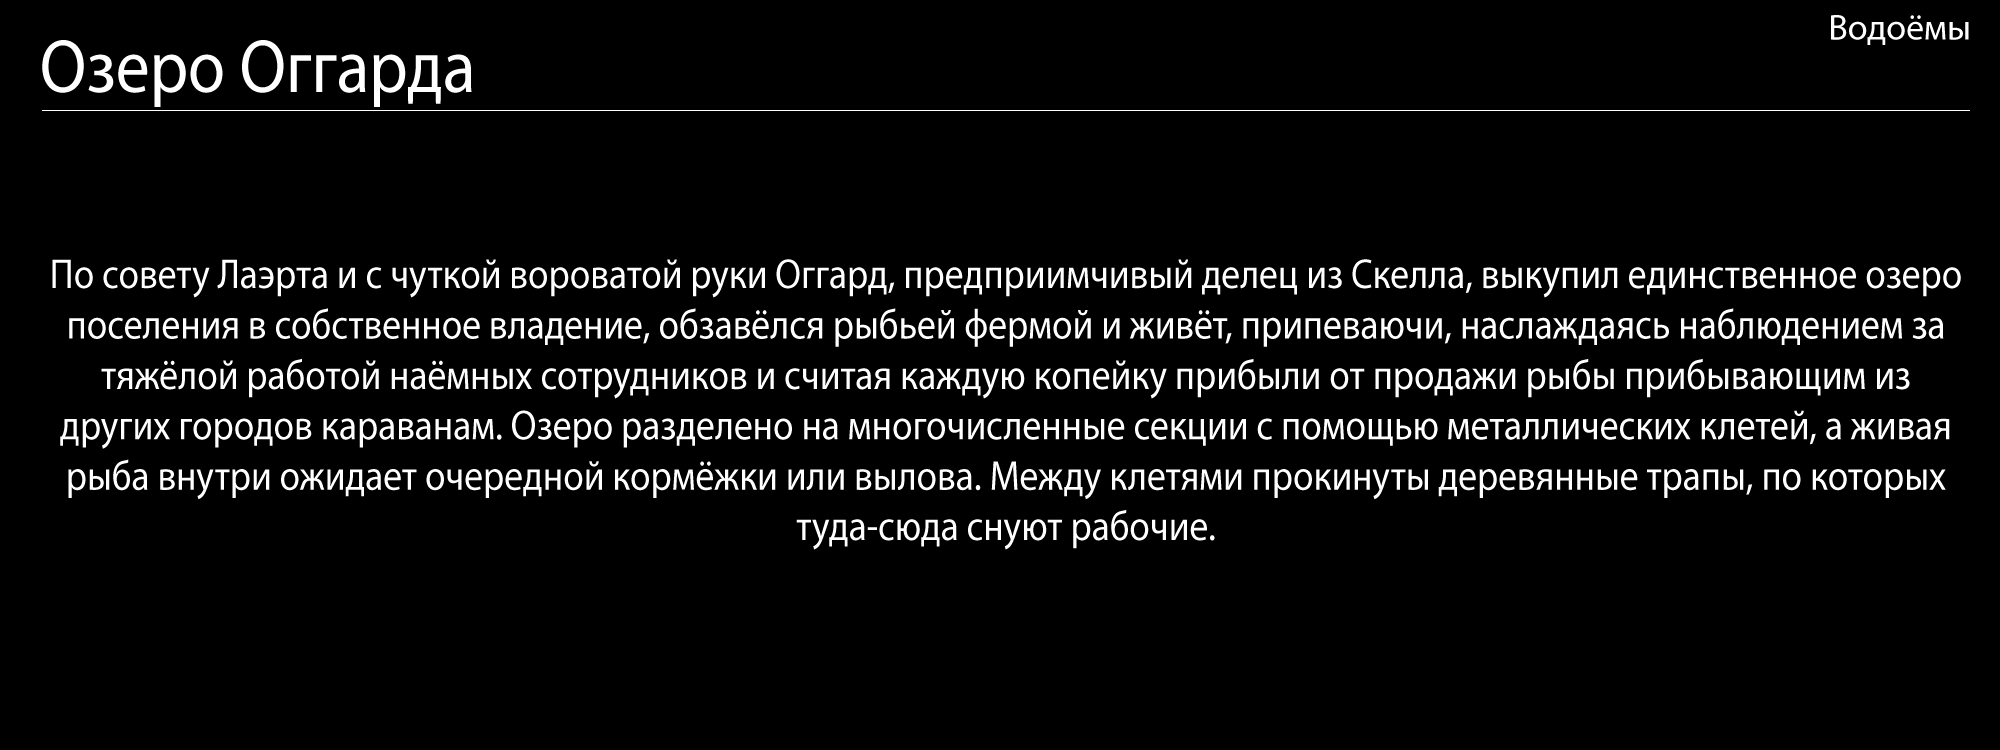 Водоёмы
Озеро Оггарда
По совету Лаэрта и с чуткой вороватой руки Оггард, предприимчивый делец из Скелла, выкупил единственное озеро
поселения в собственное владение, обзавёлся рыбьей фермой и живёт, припеваючи, наслаждаясь наблюдением за
тяжёлой работой наёмных сотрудников и считая каждую копейку прибыли от продажи рыбы прибывающим из
других городов караванам. Озеро разделено на многочисленные секции с помощью металлических клетей, а живая
рыба внутри ожидает очередной кормёжки или вылова. Между клетями прокинуты деревянные трапы, по которых
туда-сюда снуют рабочие.